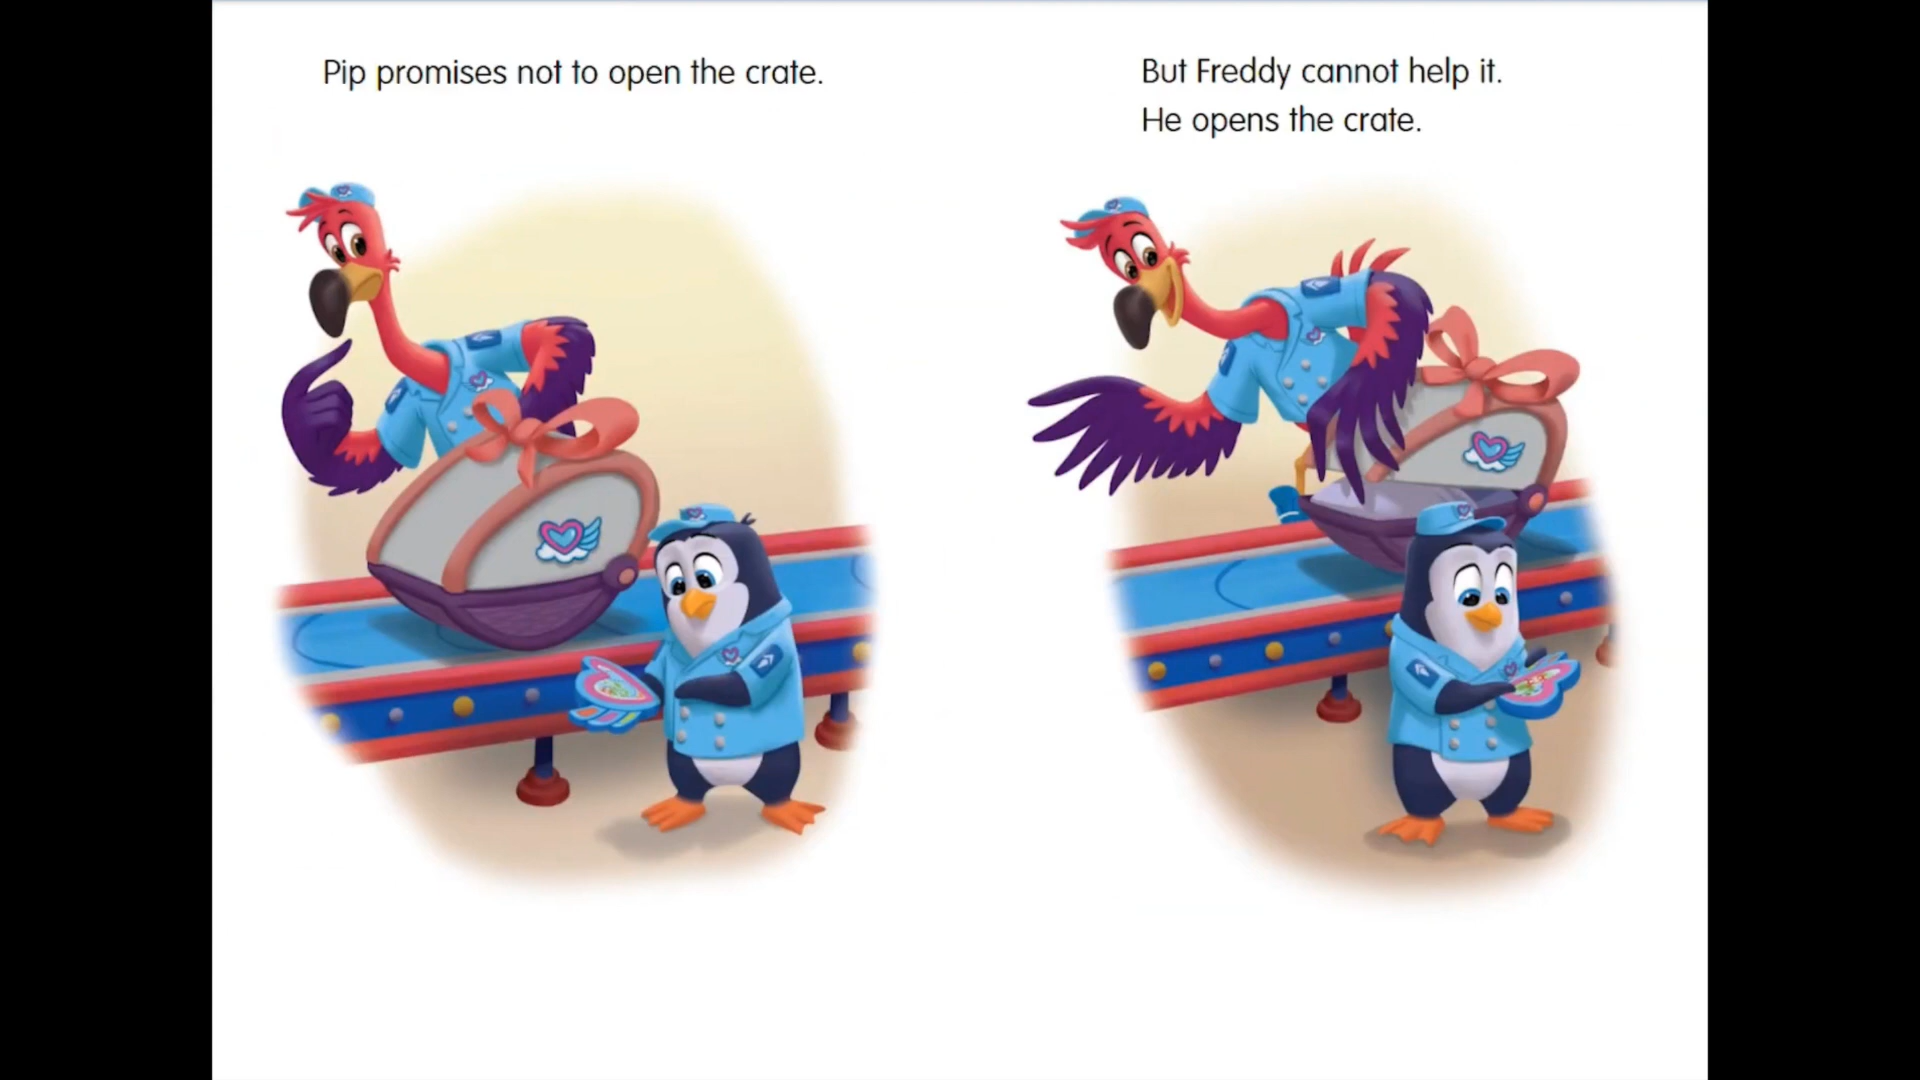 Pip promises not to open the crate.
But Freddy cannot help it.
He opens the crate.